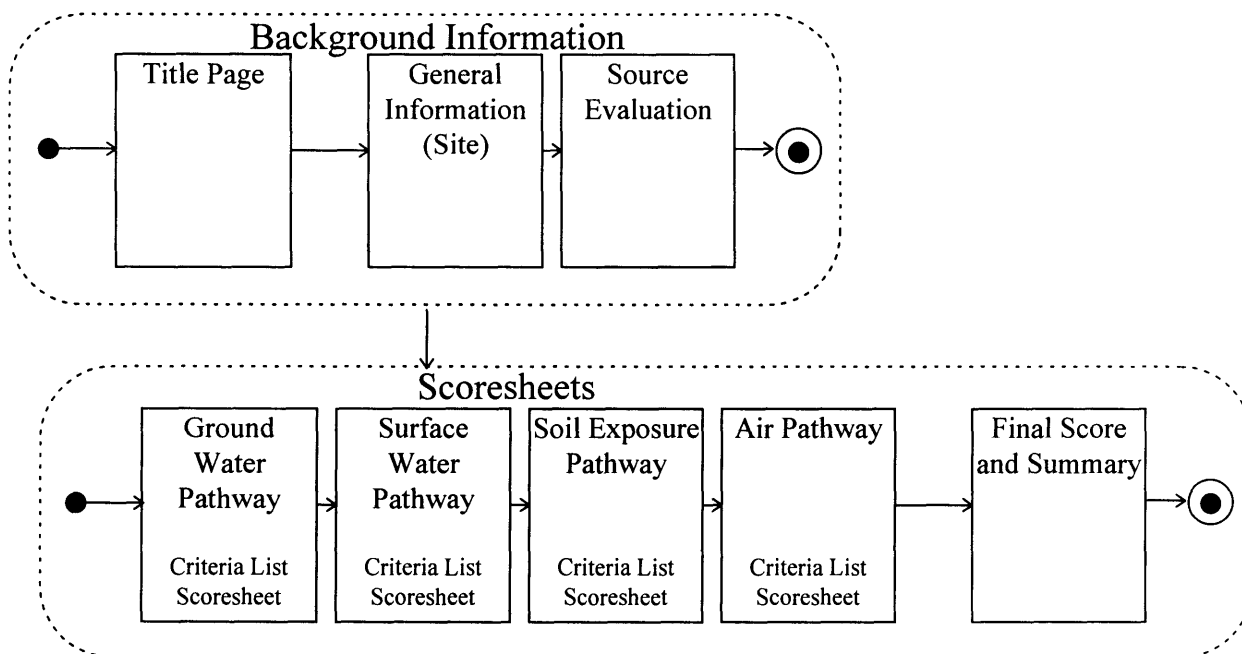 Background Information
Title Page
General
Information
(Site)
Source
Evaluation
Scoresheets
Ground
Water
Pathway
Criteria List
Scoresheet
Surface
Water
Pathway
Criteria List
Scoresheet
Soil Exposure
Pathway
Criteria List
Scoresheet
Air Pathway
Criteria List
Scoresheet
Final Score
and Summary